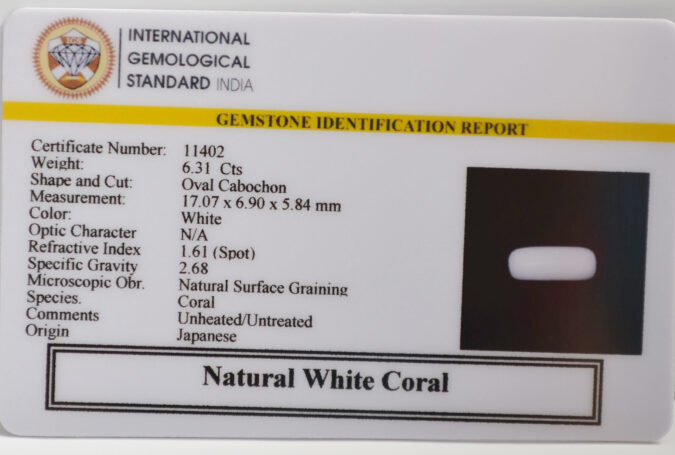 IGS
INTERNATIONAL
GEMOLOGICAL
STANDARD INDIA
GEMSTONE IDENTIFICATION REPORT
Certificate Number: 11402
Weight: 6.31 Cts
Shape and Cut: Oval Cabochon
Measurement: 17.07 x 6.90 x 5.84 mm
Color: White
Optic Character N/A
Refractive Index 1.61 (Spot)
Specific Gravity 2.68
Microscopic Obr. Natural Surface Graining
Species. Coral
Comments Unheated/Untreated
Origin Japanese
Natural White Coral